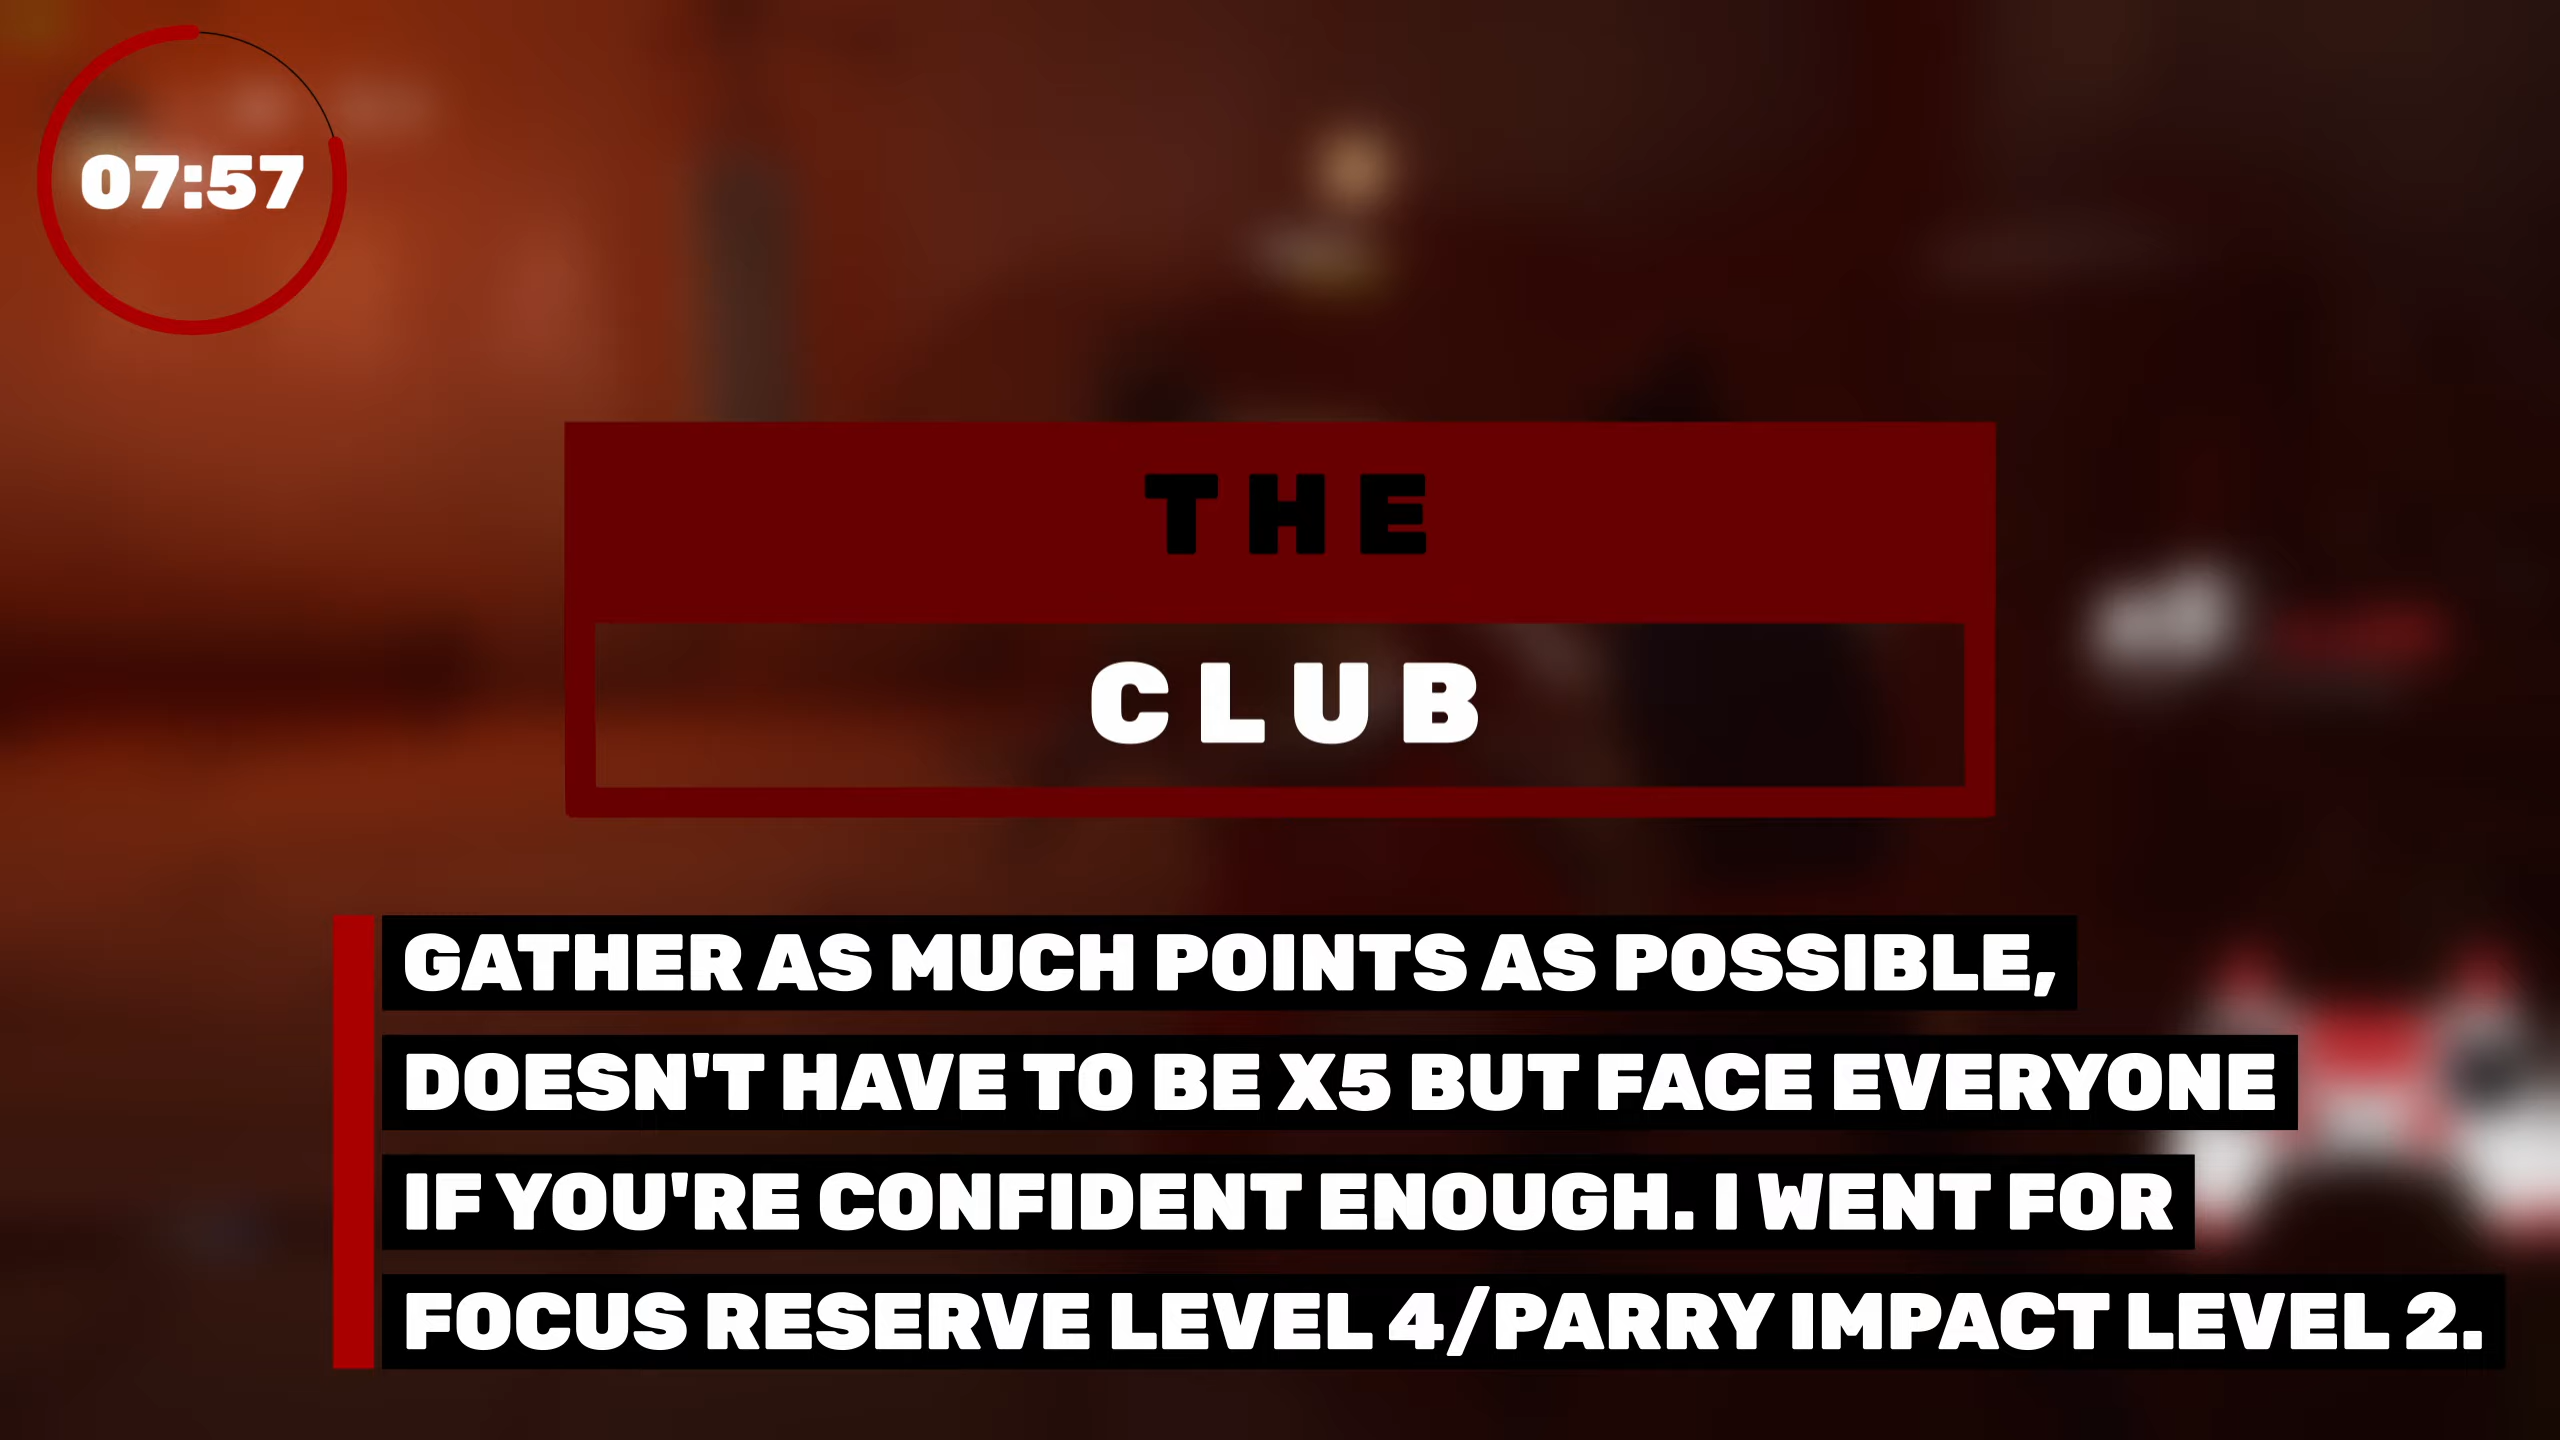 07:57
THE
CLUB
GATHER AS MUCH POINTS AS POSSIBLE,
DOESN'T HAVE TO BE X5 BUT FACE EVERYONE
IF YOU'RE CONFIDENT ENOUGH. I WENT FOR
FOCUS RESERVE LEVEL 4/PARRY IMPACT LEVEL 2.